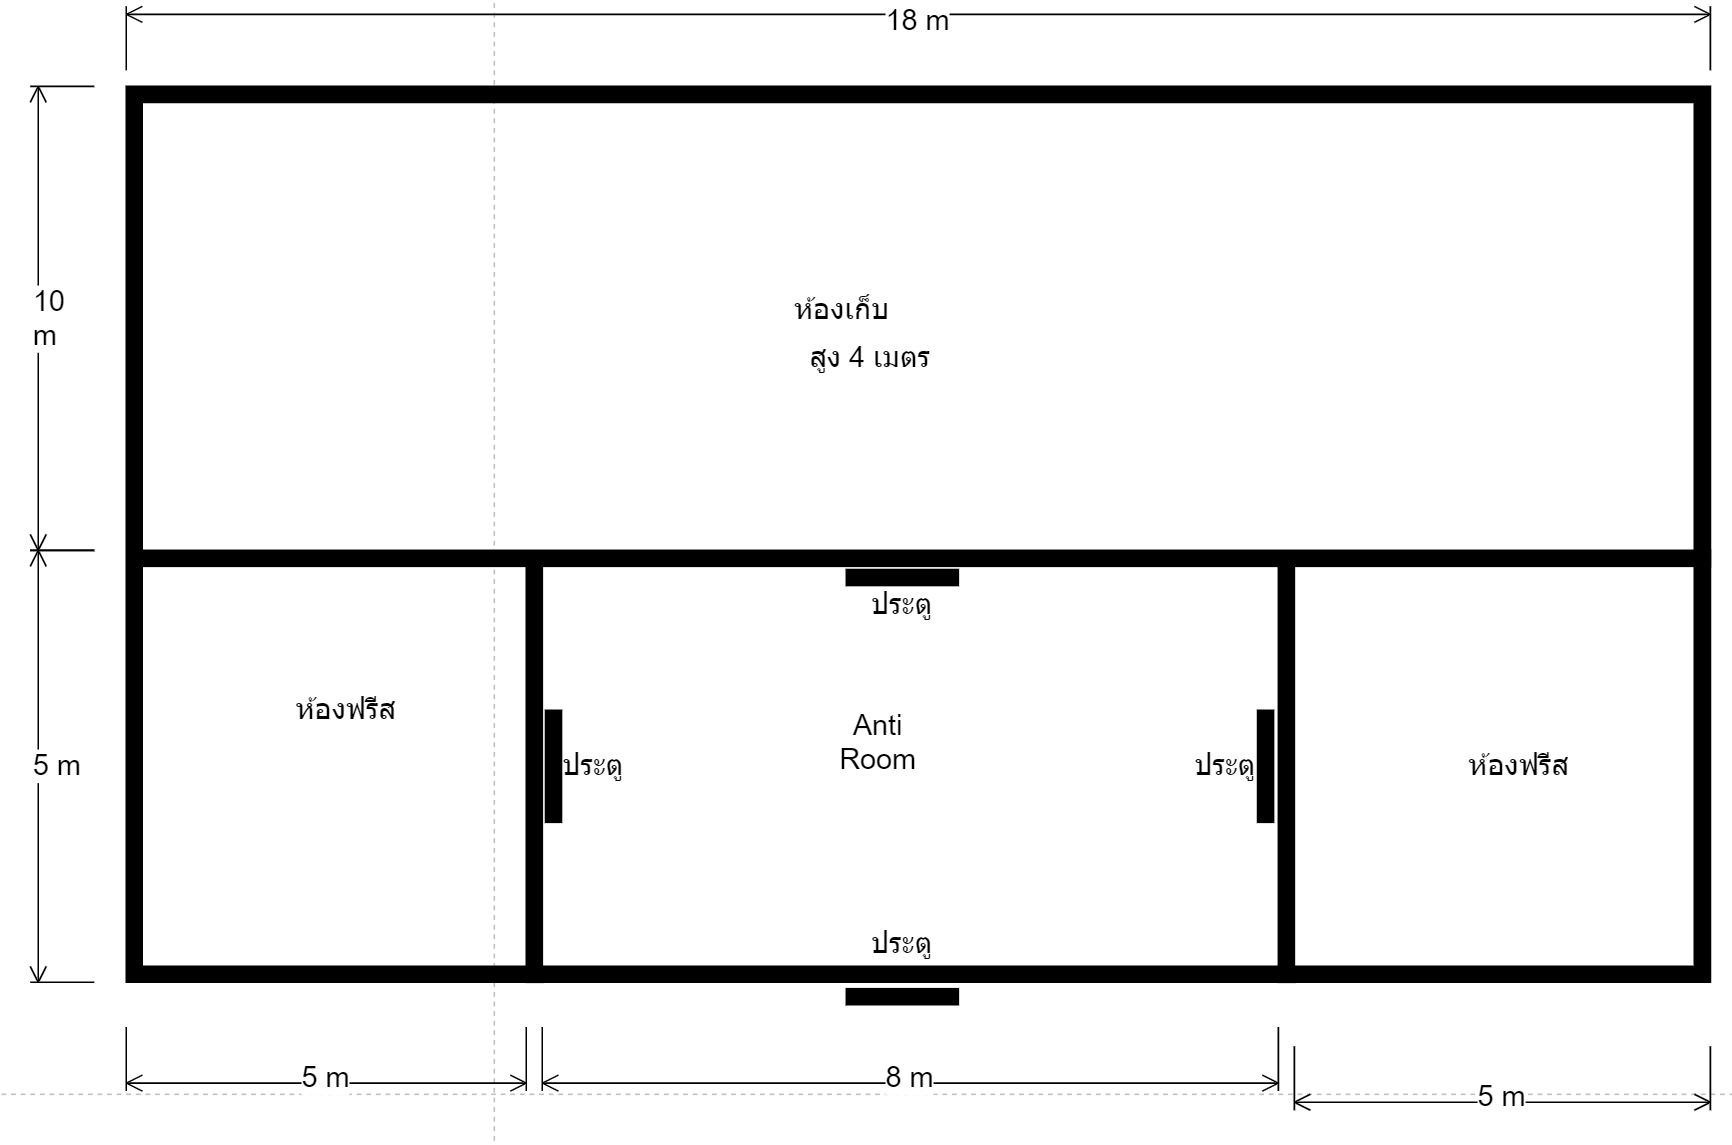 18 m
10
m
ห้องเก็บ
สูง 4 เมตร
ประตู
ห้องฟรีส
Anti
Room
5 m
ประตู
ประตู
ห้องฟรีส
ประตู
5 m
8 m
5 m